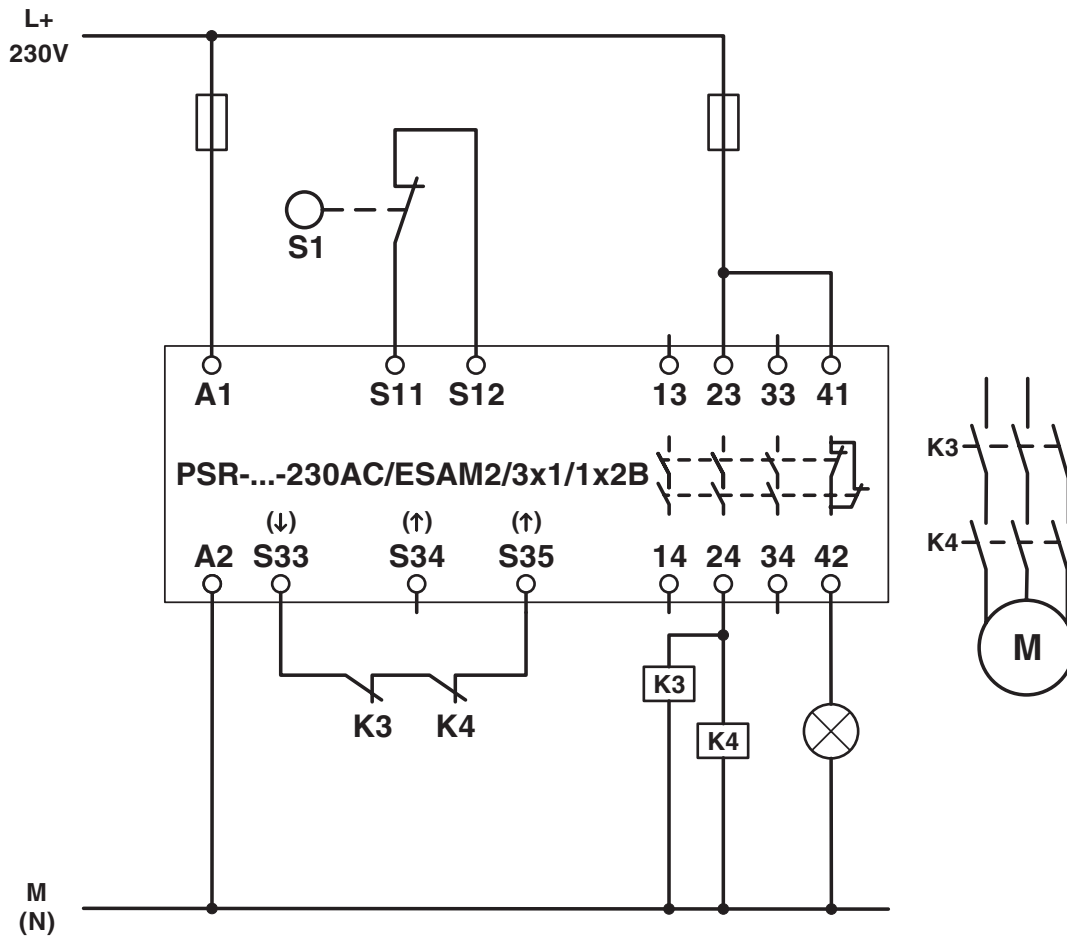 L+
230V
S1
A1 S11 S12 13 23 33 41
PSR-...-230AC/ESAM2/3x1/1x2B
(↓) (↑) (↑)
A2 S33 S34 S35 14 24 34 42
K3 K4
K3
K4
K3
K4
M
M
(N)